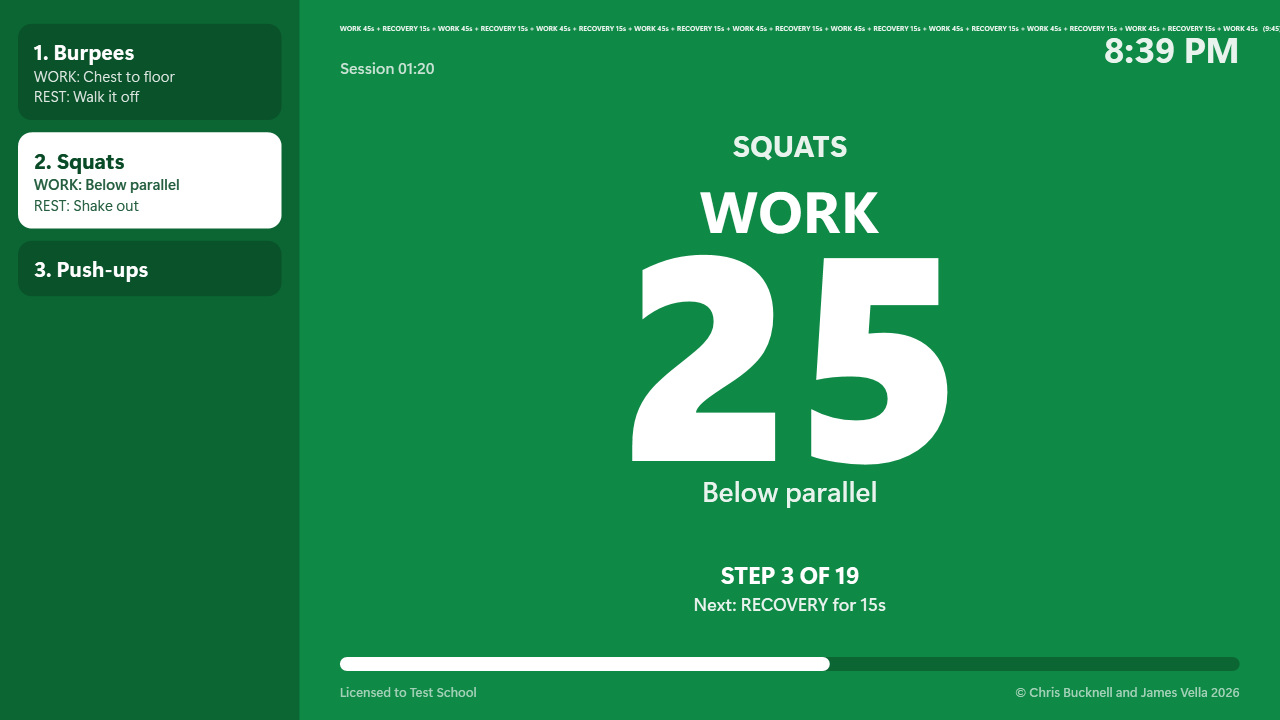 1. Burpees
WORK: Chest to floor
REST: Walk it off
2. Squats
WORK: Below parallel
REST: Shake out
3. Push-ups
WORK 45s + RECOVERY 15s + WORK 45s + RECOVERY 15s + WORK 45s + RECOVERY 15s + WORK 45s + RECOVERY 15s + WORK 45s + RECOVERY 15s + WORK 45s + RECOVERY 15s + WORK 45s + RECOVERY 15s + WORK 45s + RECOVERY 15s + WORK 45s + RECOVERY 15s + WORK 45s (9:45
8:39 PM
Session 01:20
SQUATS
WORK
25
Below parallel
STEP 3 OF 19
Next: RECOVERY for 15s
Licensed to Test School
© Chris Bucknell and James Vella 2026